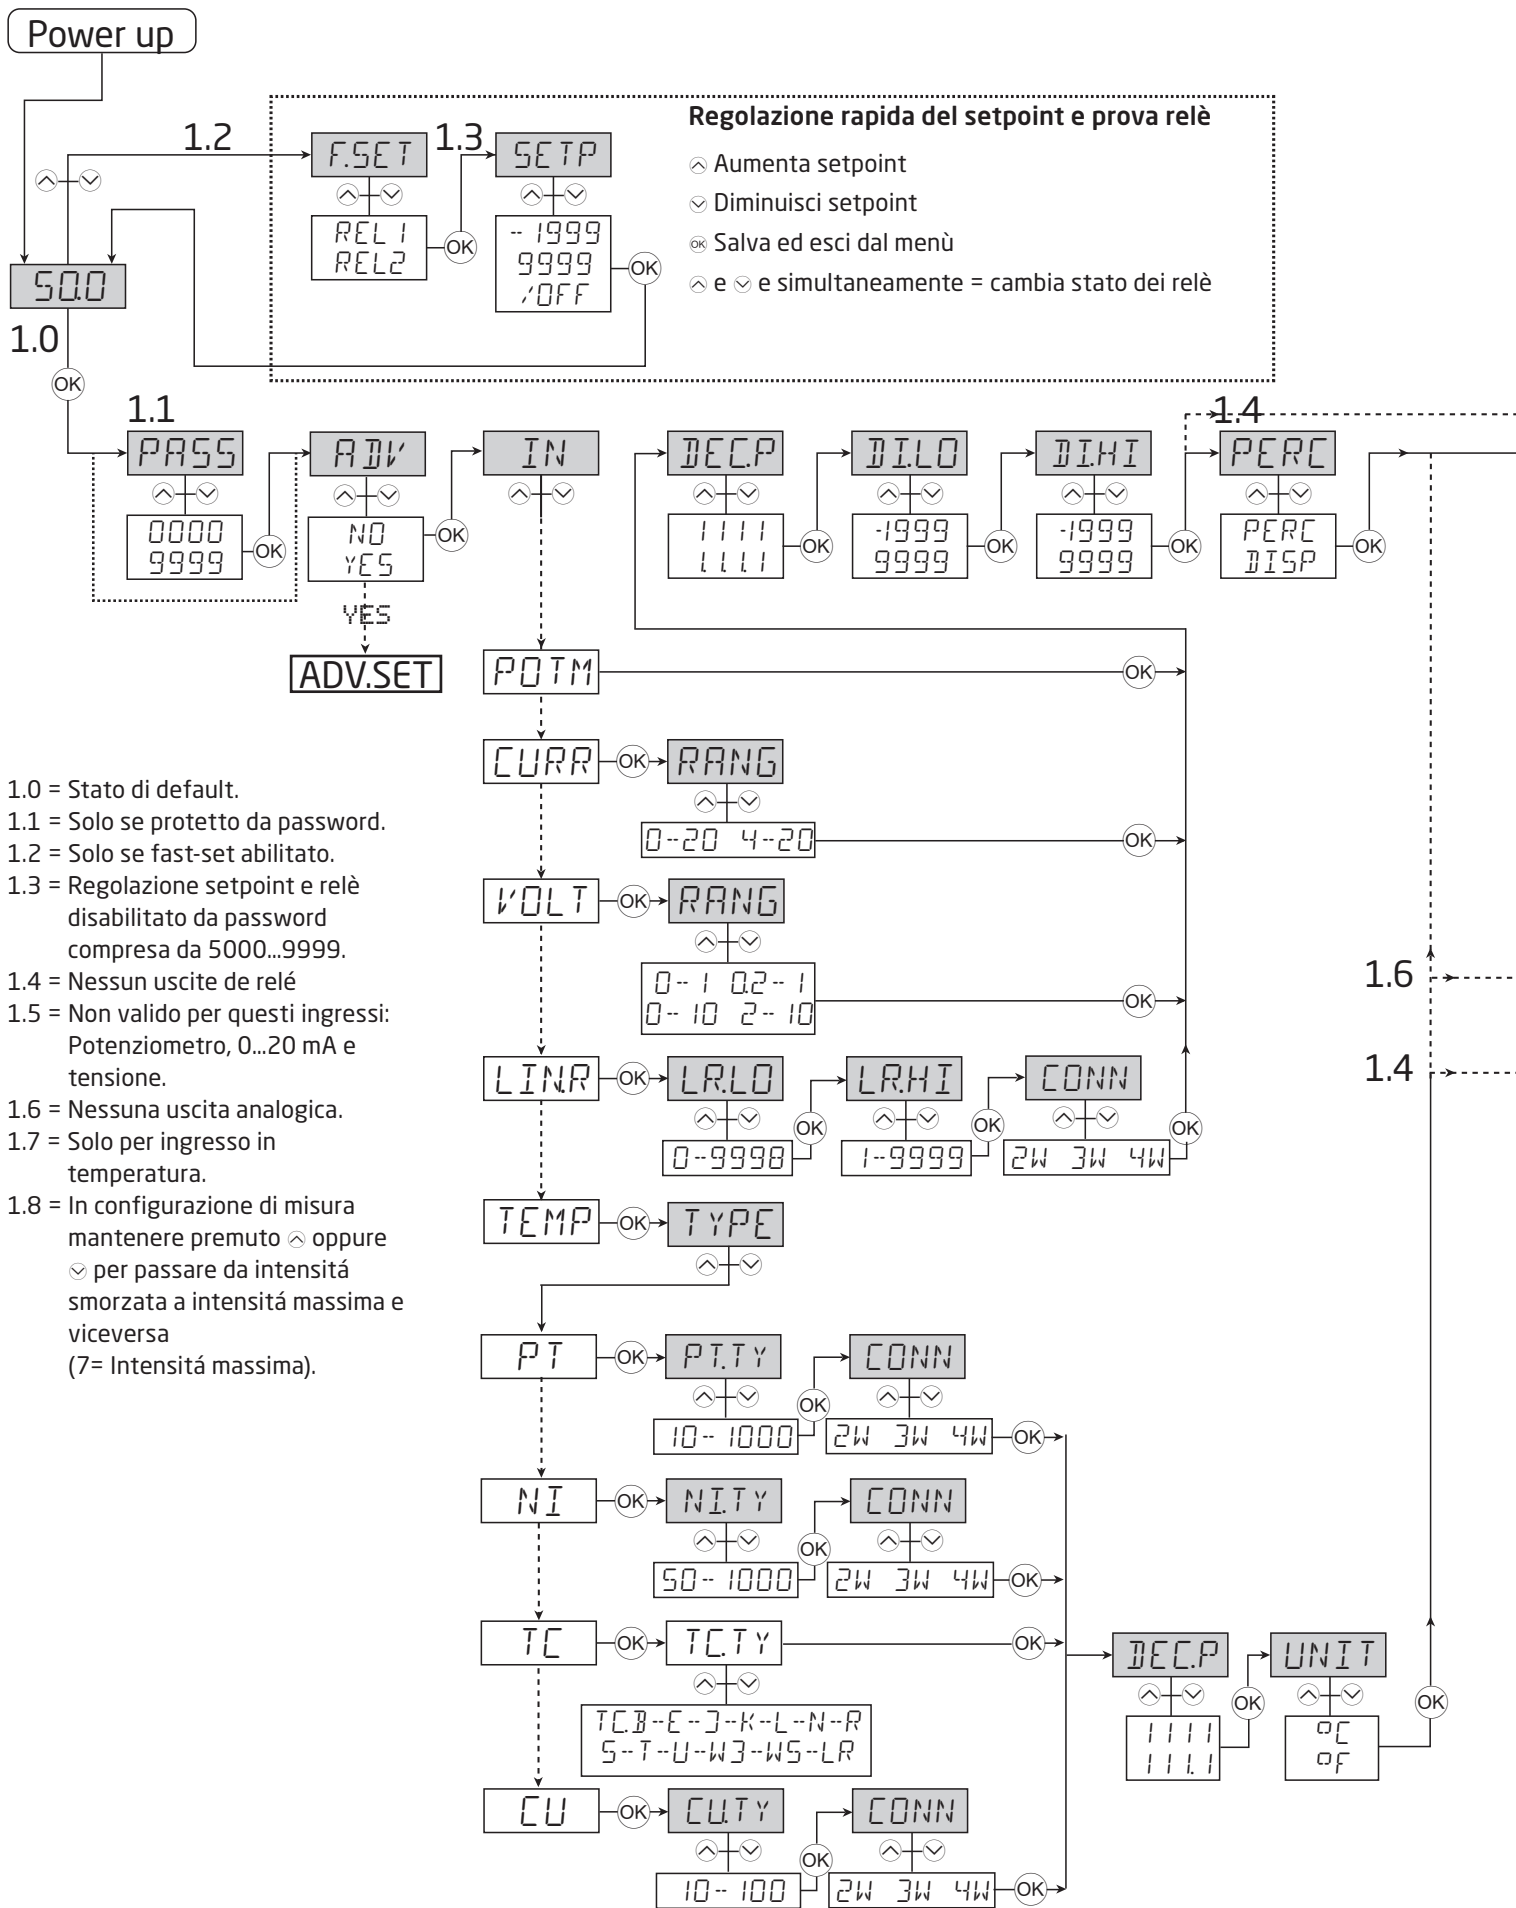 Power up
1.2
F.SET
REL1
REL2
OK
1.3
SETP
-1999
9999
/OFF
OK
Regolazione rapida del setpoint e prova relè
Aumenta setpoint
Diminuisci setpoint
OK Salva ed esci dal menù
e e simultaneamente = cambia stato dei relè
50.0
1.0
OK
1.1
PASS
0000
9999
OK
ADV
NO
YES
OK
YES
ADV.SET
IN
DEC.P
1111
1.1.1.1
OK
DI.LO
-1999
9999
OK
DI.HI
-1999
9999
OK
1.4
PERC
PERC
DISP
OK
POTM
OK
CURR
OK
RANG
0-20 4-20
OK
VOLT
OK
RANG
0-1 0.2-1
0-10 2-10
OK
LIN.R
OK
LR.LO
0-9998
OK
LR.HI
1-9999
OK
CONN
2W 3W 4W
OK
TEMP
OK
TYPE
1.6
1.4
1.0 = Stato di default.
1.1 = Solo se protetto da password.
1.2 = Solo se fast-set abilitato.
1.3 = Regolazione setpoint e relè
disabilitato da password
compresa da 5000...9999.
1.4 = Nessun uscite de relé
1.5 = Non valido per questi ingressi:
Potenziometro, 0...20 mA e
tensione.
1.6 = Nessuna uscita analogica.
1.7 = Solo per ingresso in
temperatura.
1.8 = In configurazione di misura
mantenere premuto oppure
per passare da intensitá
smorzata a intensitá massima e
viceversa
(7= Intensitá massima).
PT
OK
PT.TY
10-1000
OK
CONN
2W 3W 4W
OK
NI
OK
NI.TY
50-1000
OK
CONN
2W 3W 4W
OK
TC
OK
TC.TY
OK
TC.B-E-J-K-L-N-R
S-T-U-W3-W5-LR
CU
OK
CU.TY
10-100
OK
CONN
2W 3W 4W
OK
DEC.P
1111
111.1
OK
UNIT
°C
°F
OK